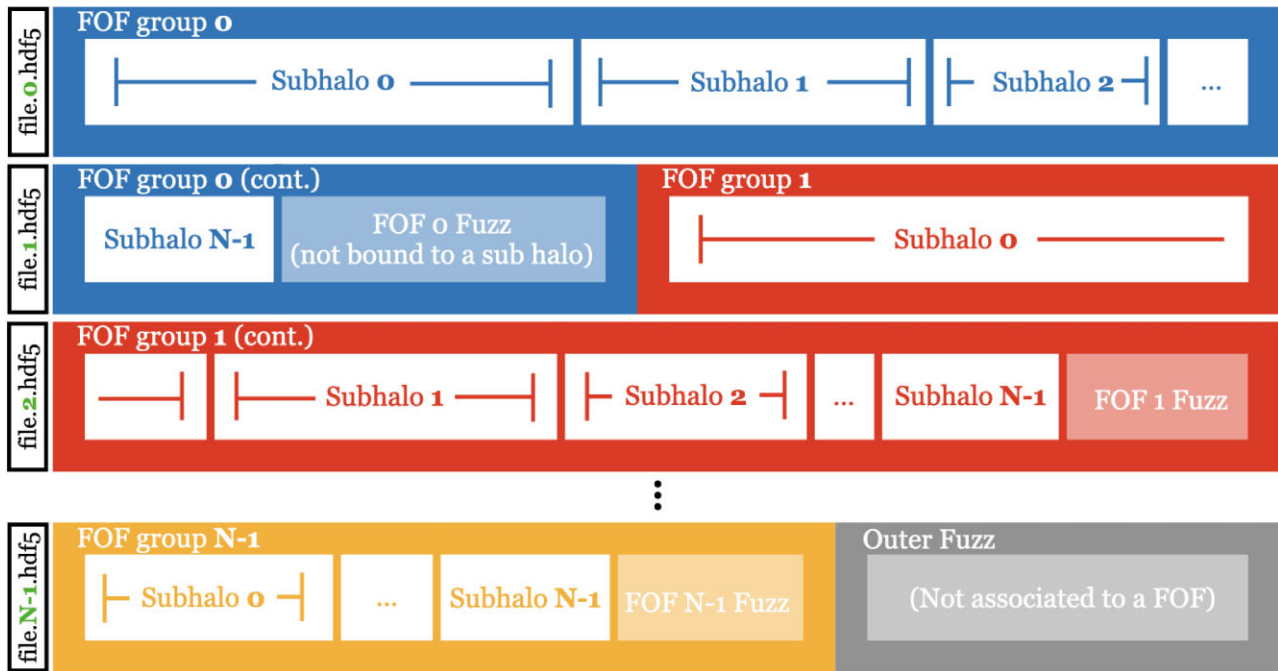 file.0.hdf5
FOF group 0
Subhalo 0
Subhalo 1
Subhalo 2
...
file.1.hdf5
FOF group 0 (cont.)
Subhalo N-1
FOF 0 Fuzz
(not bound to a sub halo)
FOF group 1
Subhalo 0
file.2.hdf5
FOF group 1 (cont.)
Subhalo 1
Subhalo 2
...
Subhalo N-1
FOF 1 Fuzz
file.N-1.hdf5
FOF group N-1
Subhalo 0
...
Subhalo N-1
FOF N-1 Fuzz
Outer Fuzz
(Not associated to a FOF)